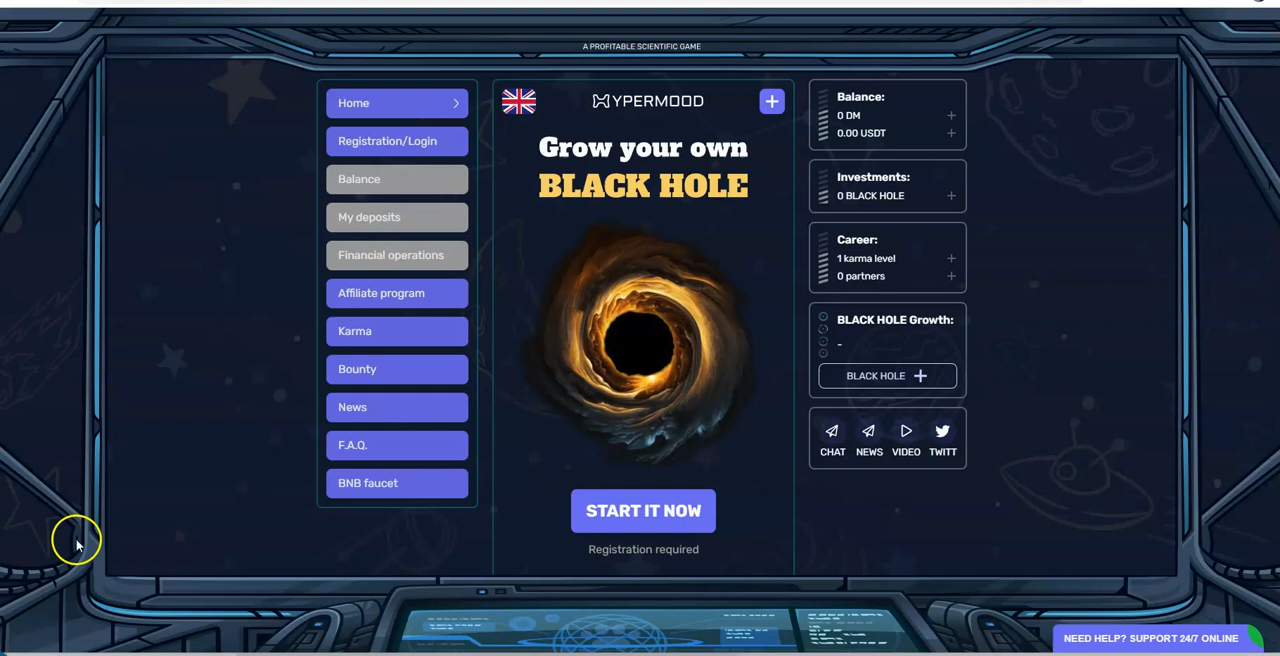 A PROFITABLE SCIENTIFIC GAME
Home
Registration/Login
Balance
My deposits
Financial operations
Affiliate program
Karma
Bounty
News
F.A.Q.
BNB faucet
HYPERMOOD
Grow your own
BLACK HOLE
START IT NOW
Registration required
Balance:
0 DM
0.00 USDT
Investments:
0 BLACK HOLE
Career:
1 karma level
0 partners
BLACK HOLE Growth:
-
BLACK HOLE
CHAT NEWS VIDEO TWITT
NEED HELP? SUPPORT 24/7 ONLINE